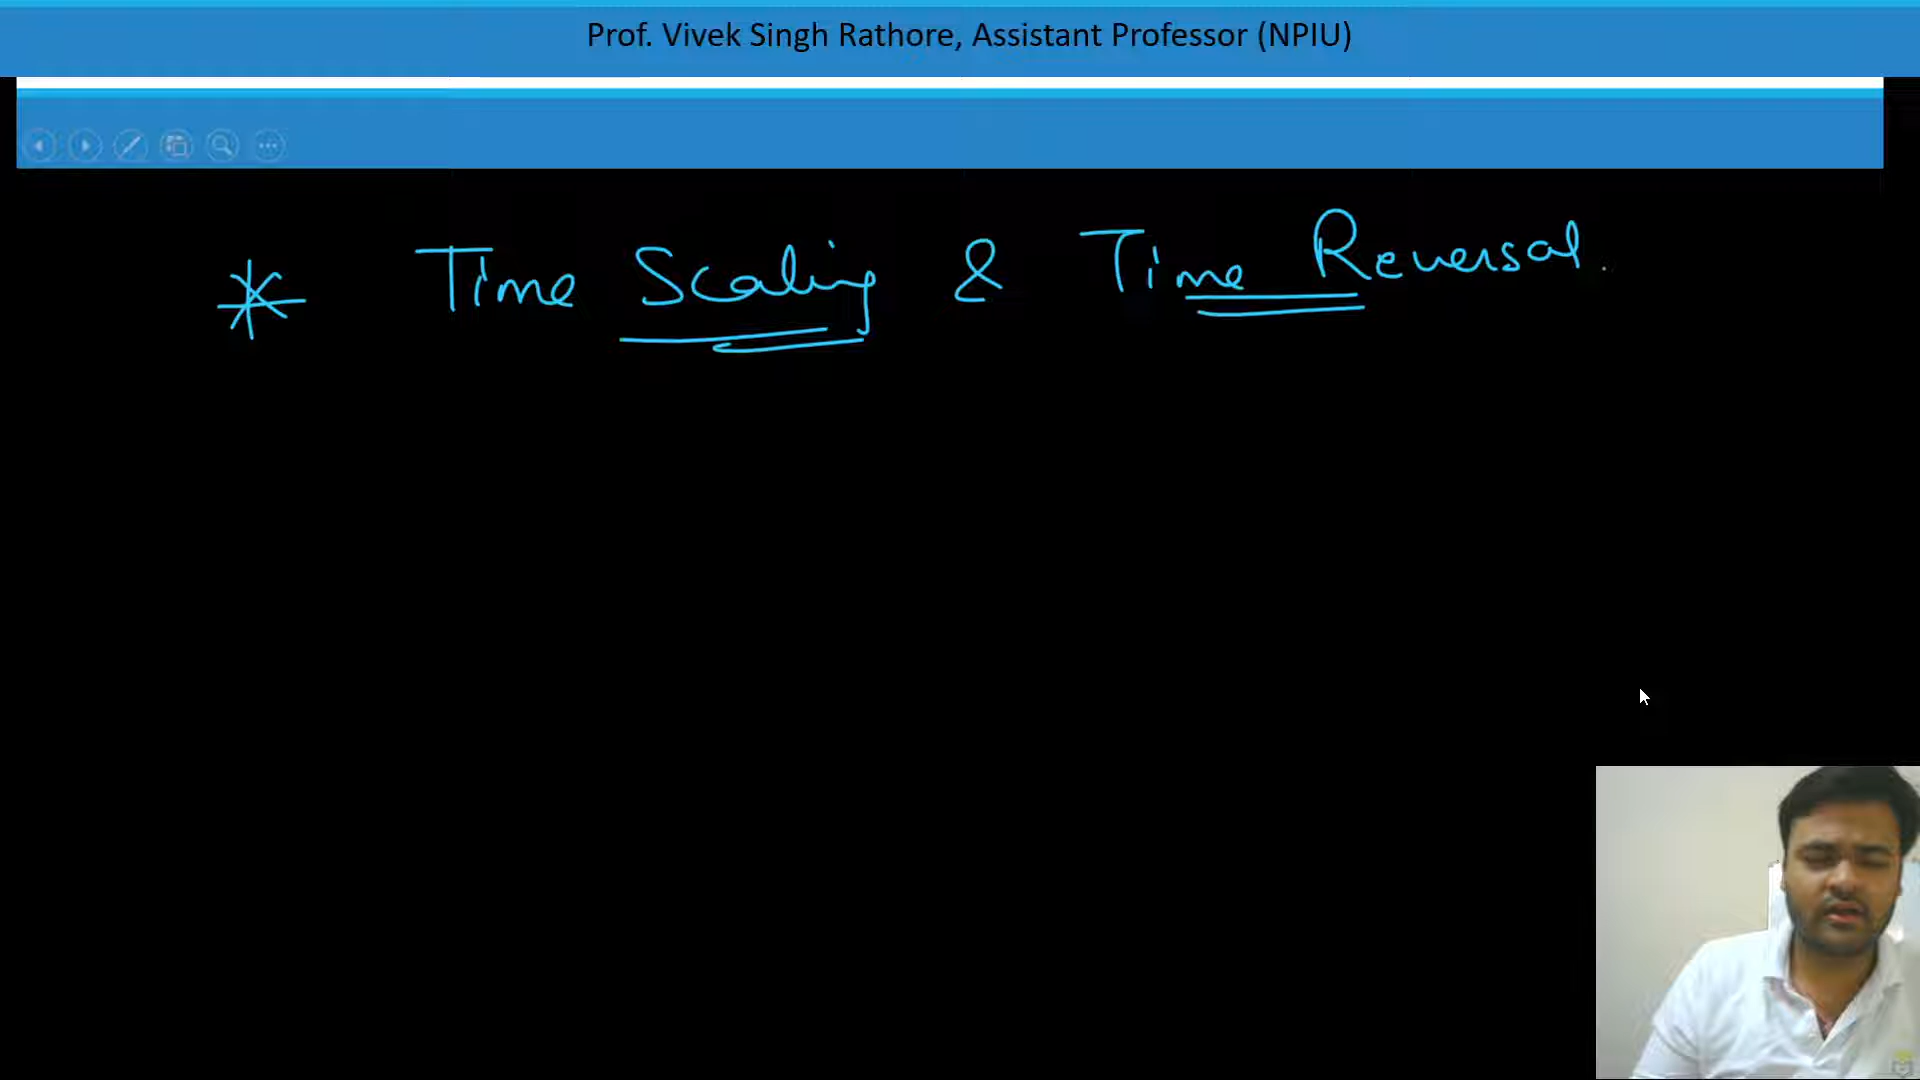 Prof. Vivek Singh Rathore, Assistant Professor (NPIU)
* Time Scaling & Time Reversal.